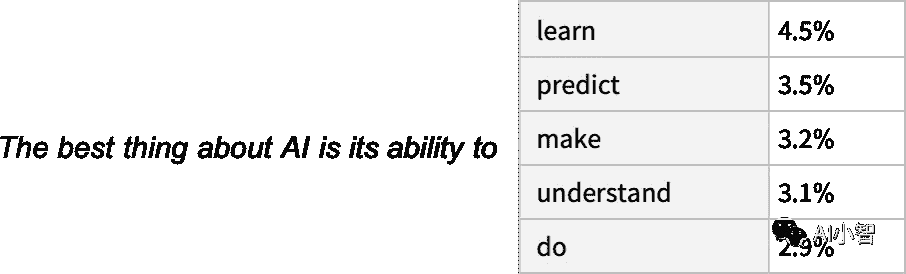 The best thing about AI is its ability to
learn 4.5%
predict 3.5%
make 3.2%
understand 3.1%
do 2.9%
AI小智